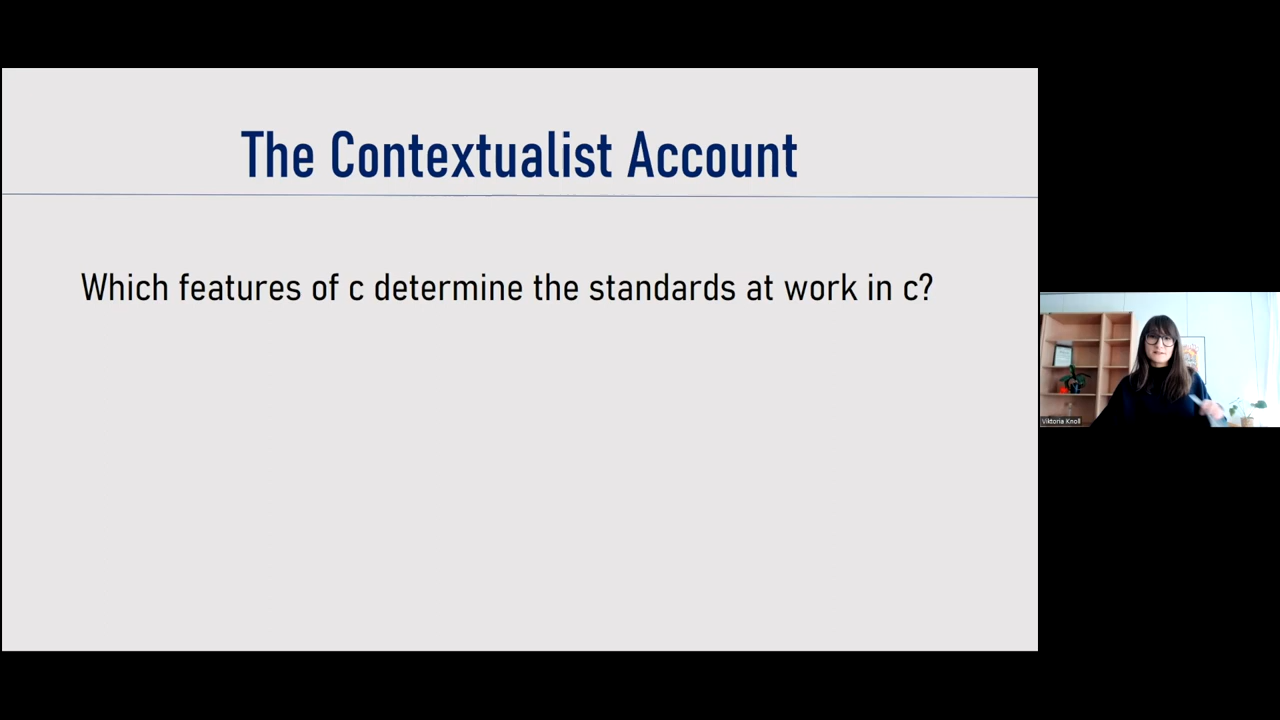 The Contextualist Account
Which features of c determine the standards at work in c?
Viktoria Knoll